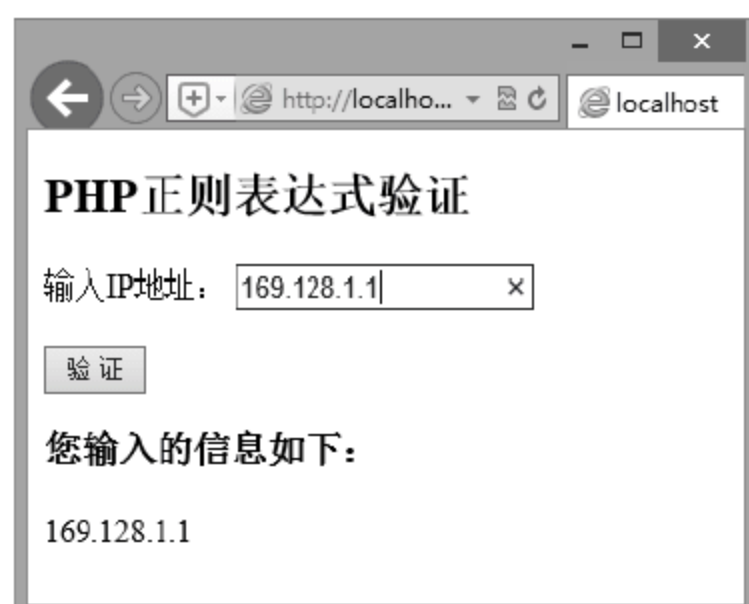 http://localho...
localhost
PHP正则表达式验证
输入IP地址： 169.128.1.1
验 证
您输入的信息如下：
169.128.1.1